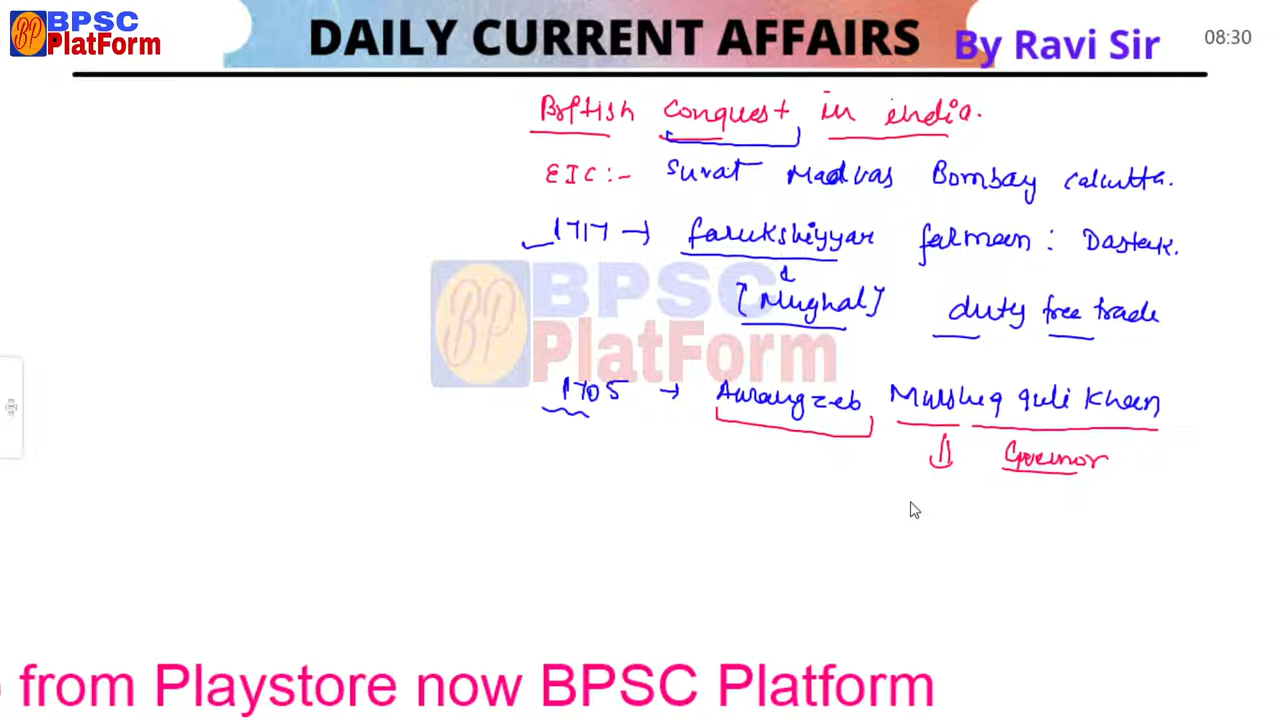 BPSC
PlatForm
DAILY CURRENT AFFAIRS By Ravi Sir
08:30
British Conquest in india.
EIC :- Surat Madras Bombay Calcutta.
1717 → farukshiyyar farmaan : Dastak.
[Mughal] duty free trade
BPSC
PlatForm
1705 → Aurangzeb Murshid quli Khan
Governor
from Playstore now BPSC Platform